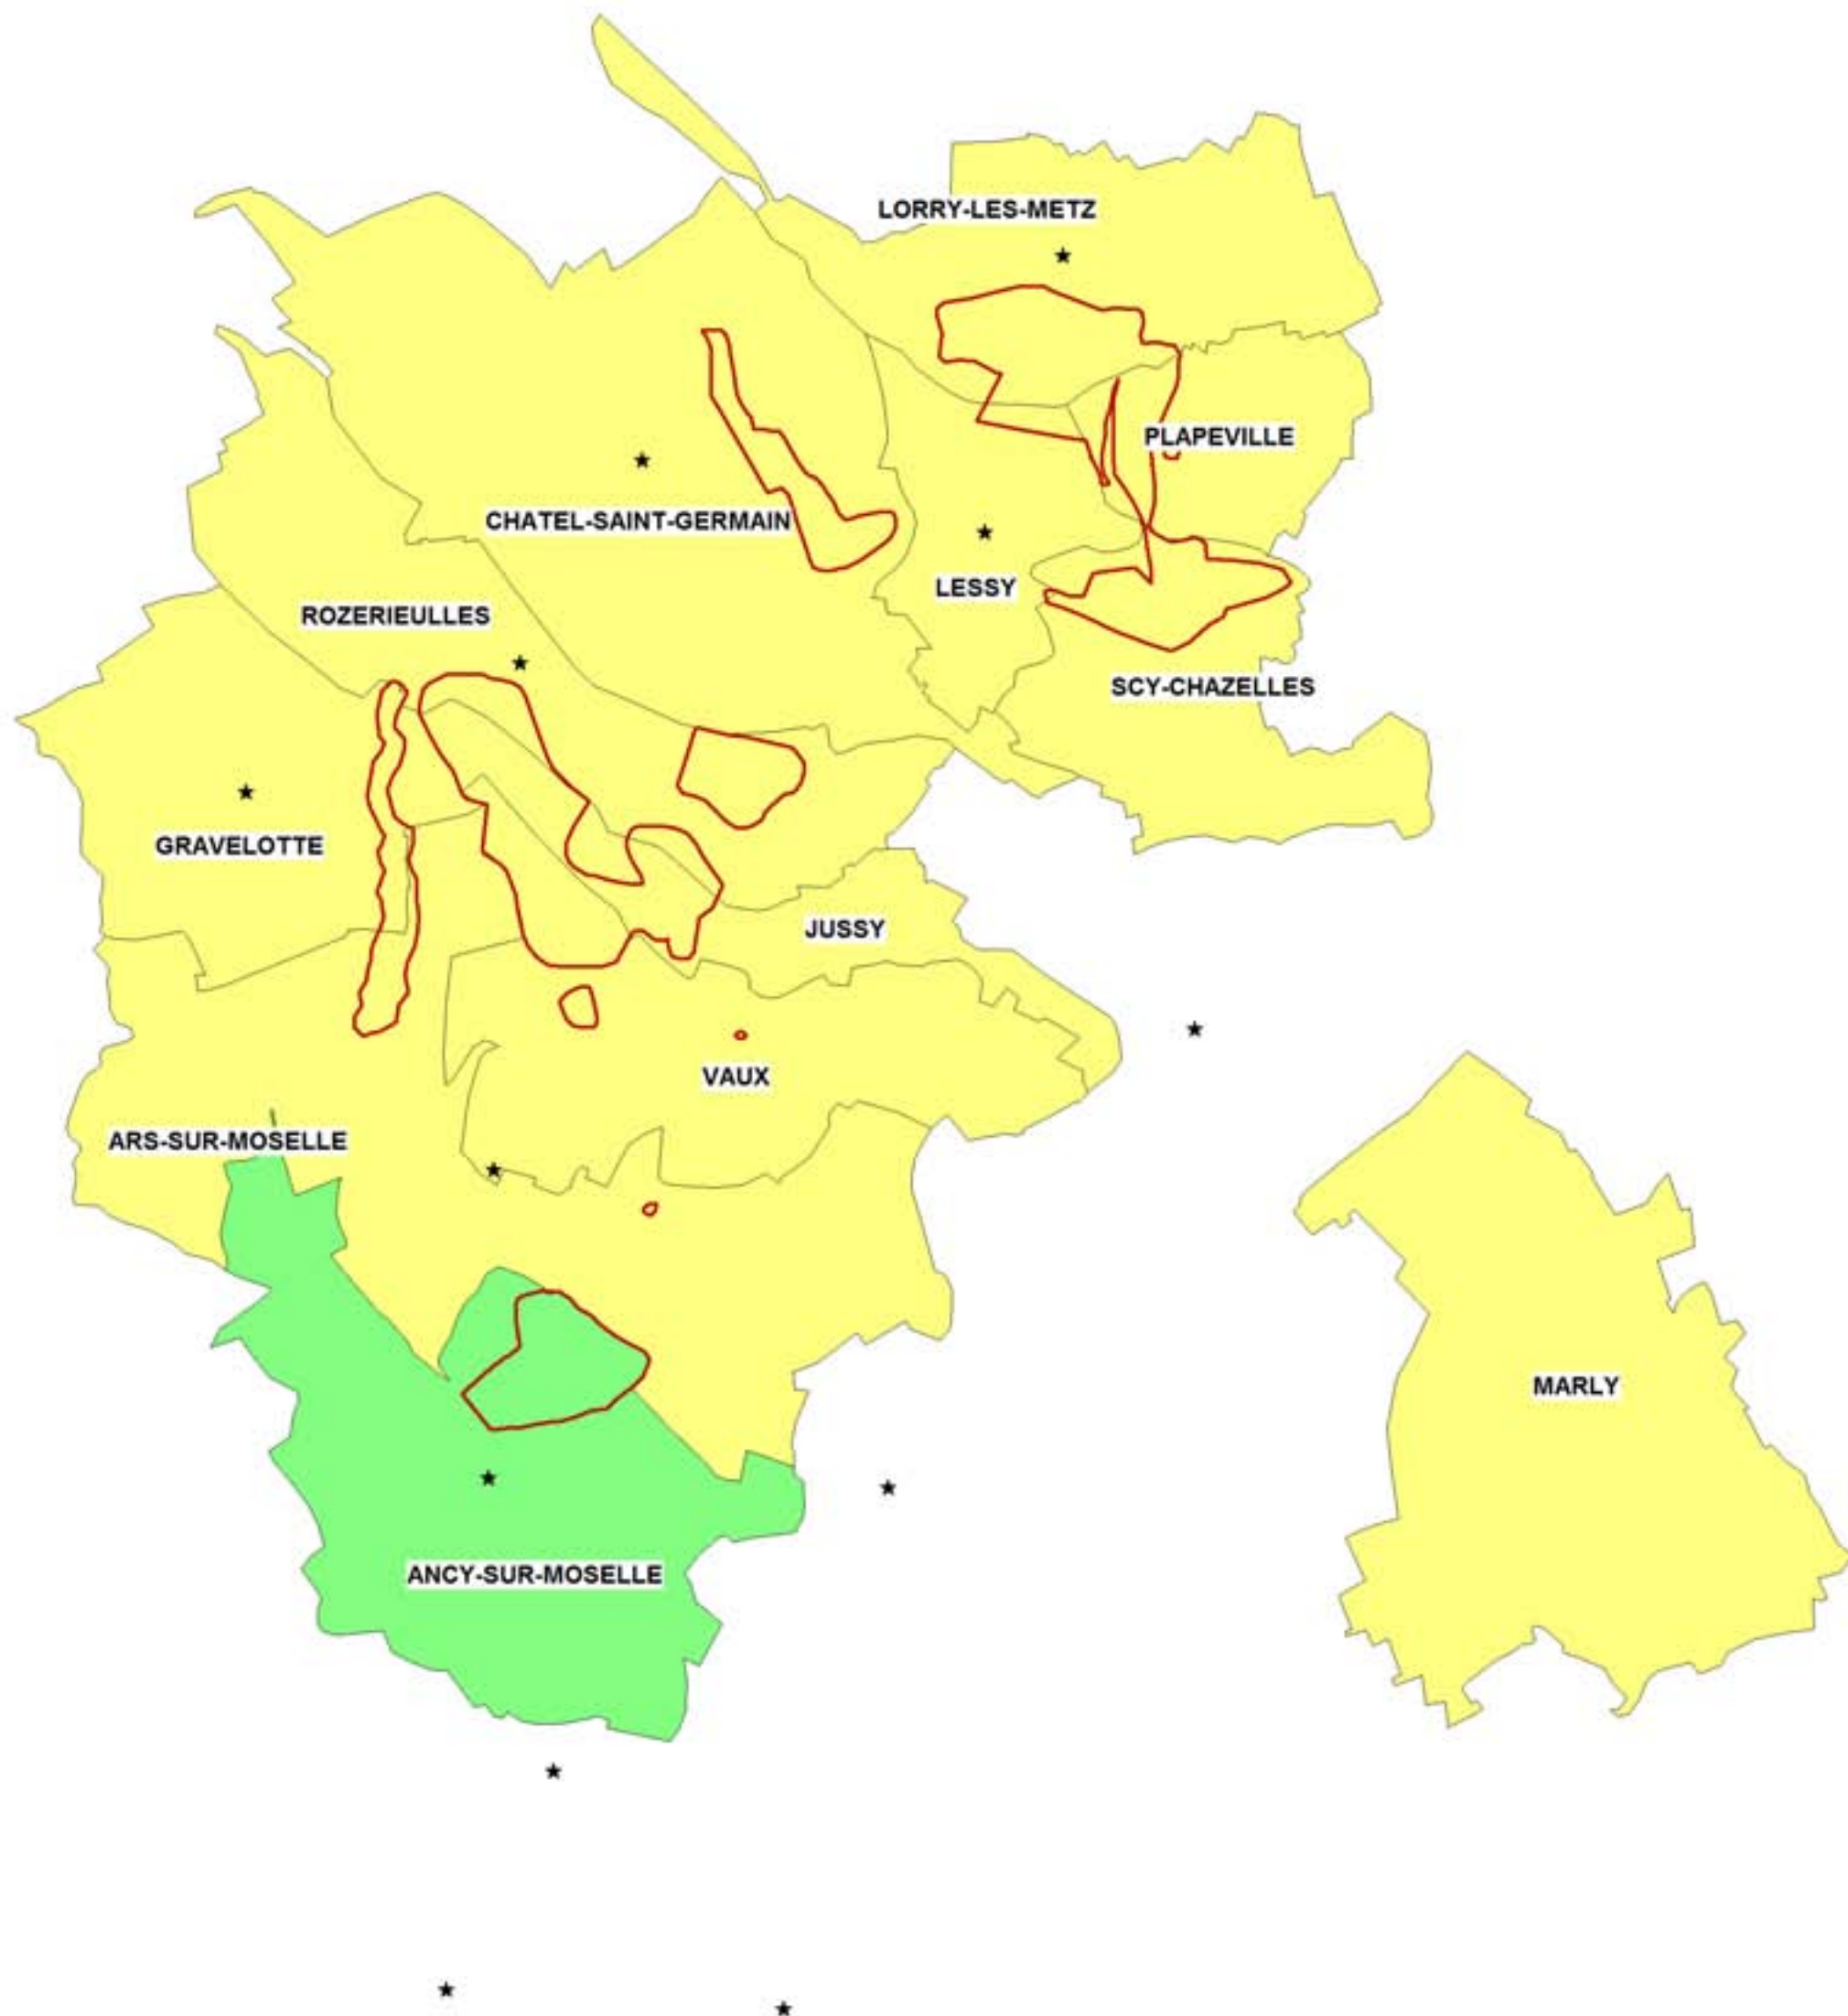 LORRY-LES-METZ
PLAPEVILLE
CHATEL-SAINT-GERMAIN
LESSY
ROZERIEULLES
SCY-CHAZELLES
GRAVELOTTE
JUSSY
VAUX
ARS-SUR-MOSELLE
MARLY
ANCY-SUR-MOSELLE